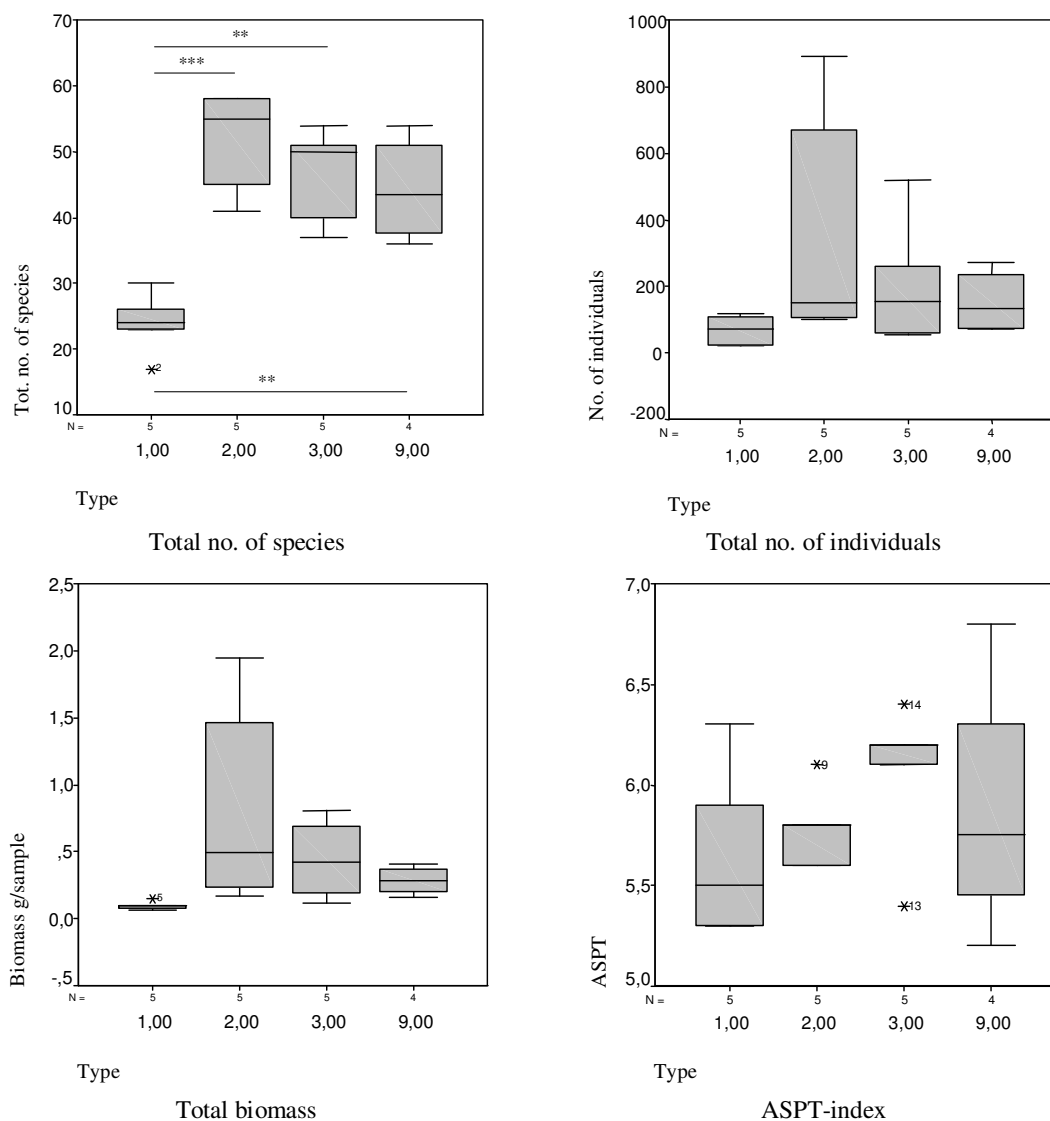 70
60
50
40
30
20
10
Tot. no. of species
**
***
*2
**
N = 5 5 5 4
1,00 2,00 3,00 9,00
Type
Total no. of species
1000
800
600
400
200
0
-200
No. of individuals
N = 5 5 5 4
1,00 2,00 3,00 9,00
Type
Total no. of individuals
2,5
2,0
1,5
1,0
,5
0,0
-,5
Biomass g/sample
*5
N = 5 5 5 4
1,00 2,00 3,00 9,00
Type
Total biomass
7,0
6,5
6,0
5,5
5,0
ASPT
*9
*14
*13
N = 5 5 5 4
1,00 2,00 3,00 9,00
Type
ASPT-index